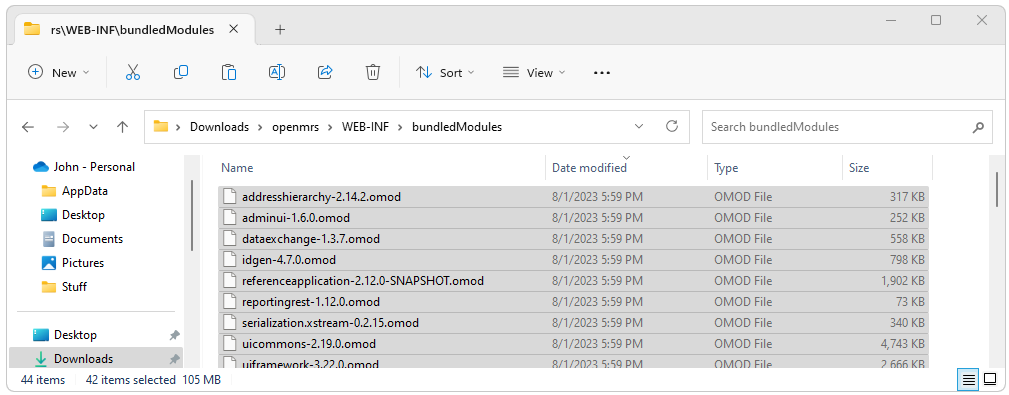 rs\WEB-INF\bundledModules
New Sort View
Downloads openmrs WEB-INF bundledModules Search bundledModules
John - Personal
AppData
Desktop
Documents
Pictures
Stuff
Desktop
Downloads
Name Date modified Type Size
addresshierarchy-2.14.2.omod 8/1/2023 5:59 PM OMOD File 317 KB
adminui-1.6.0.omod 8/1/2023 5:59 PM OMOD File 252 KB
dataexchange-1.3.7.omod 8/1/2023 5:59 PM OMOD File 558 KB
idgen-4.7.0.omod 8/1/2023 5:59 PM OMOD File 798 KB
referenceapplication-2.12.0-SNAPSHOT.omod 8/1/2023 5:59 PM OMOD File 1,902 KB
reportingrest-1.12.0.omod 8/1/2023 5:59 PM OMOD File 73 KB
serialization.xstream-0.2.15.omod 8/1/2023 5:59 PM OMOD File 340 KB
uicommons-2.19.0.omod 8/1/2023 5:59 PM OMOD File 4,743 KB
uiframework-3.22.0.omod 8/1/2023 5:59 PM OMOD File 2,666 KB
44 items 42 items selected 105 MB